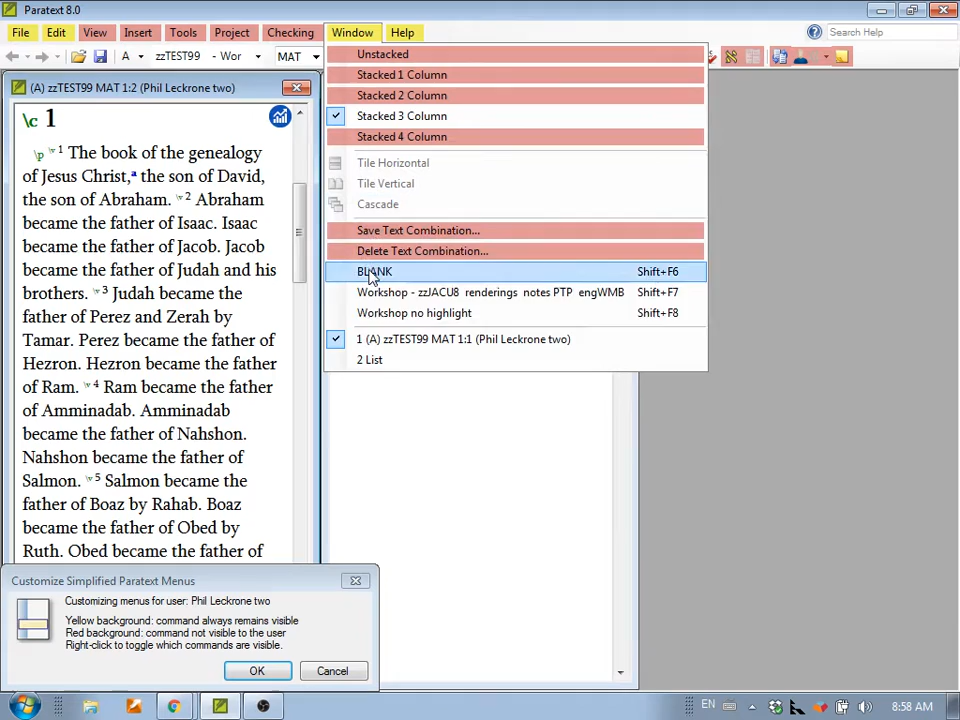 Paratext 8.0
File Edit View Insert Tools Project Checking Window Help
Search Help
A zzTEST99 - Wor MAT
(A) zzTEST99 MAT 1:2 (Phil Leckrone two)
\c 1
\p \v 1 The book of the genealogy
of Jesus Christ,a the son of David,
the son of Abraham. \v 2 Abraham
became the father of Isaac. Isaac
became the father of Jacob. Jacob
became the father of Judah and his
brothers. \v 3 Judah became the
father of Perez and Zerah by
Tamar. Perez became the father of
Hezron. Hezron became the father
of Ram. \v 4 Ram became the father
of Amminadab. Amminadab
became the father of Nahshon.
Nahshon became the father of
Salmon. \v 5 Salmon became the
father of Boaz by Rahab. Boaz
became the father of Obed by
Ruth. Obed became the father of
Unstacked
Stacked 1 Column
Stacked 2 Column
Stacked 3 Column
Stacked 4 Column
Tile Horizontal
Tile Vertical
Cascade
Save Text Combination...
Delete Text Combination...
BLANK Shift+F6
Workshop - zzJACU8 renderings notes PTP engWMB Shift+F7
Workshop no highlight Shift+F8
1 (A) zzTEST99 MAT 1:1 (Phil Leckrone two)
2 List
Customize Simplified Paratext Menus
Customizing menus for user: Phil Leckrone two
Yellow background: command always remains visible
Red background: command not visible to the user
Right-click to toggle which commands are visible.
OK Cancel
EN 8:58 AM